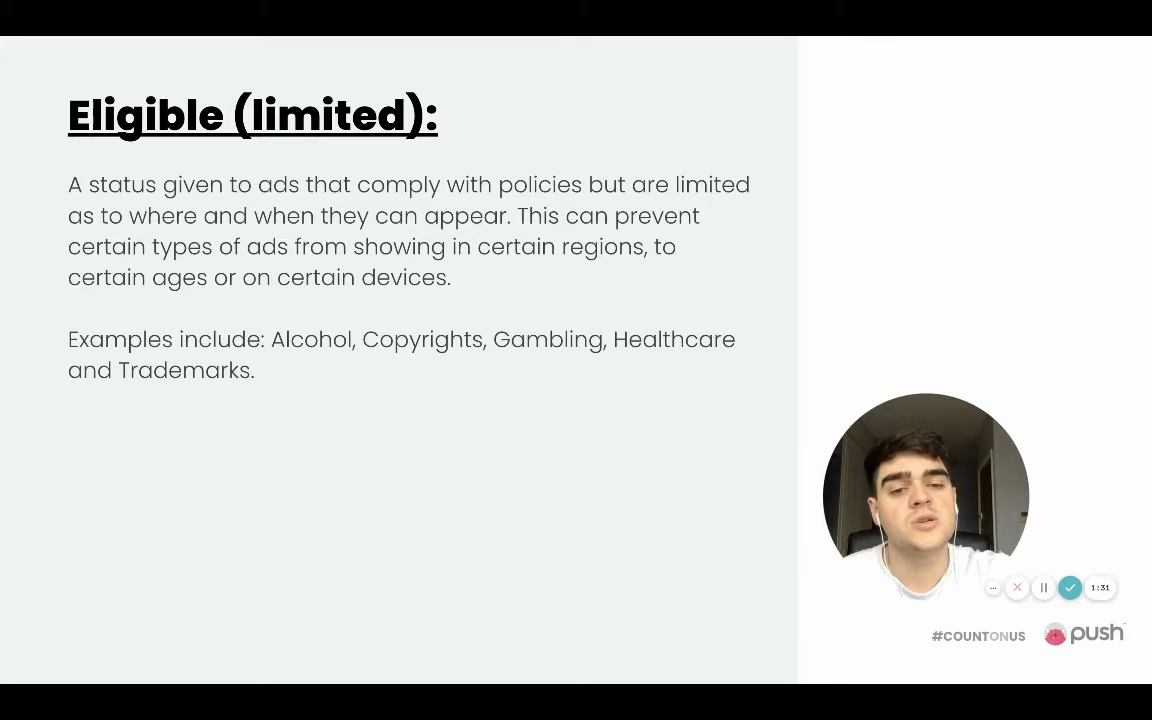 Eligible (limited):
A status given to ads that comply with policies but are limited
as to where and when they can appear. This can prevent
certain types of ads from showing in certain regions, to
certain ages or on certain devices.
Examples include: Alcohol, Copyrights, Gambling, Healthcare
and Trademarks.
1:31
#COUNTONUS
push